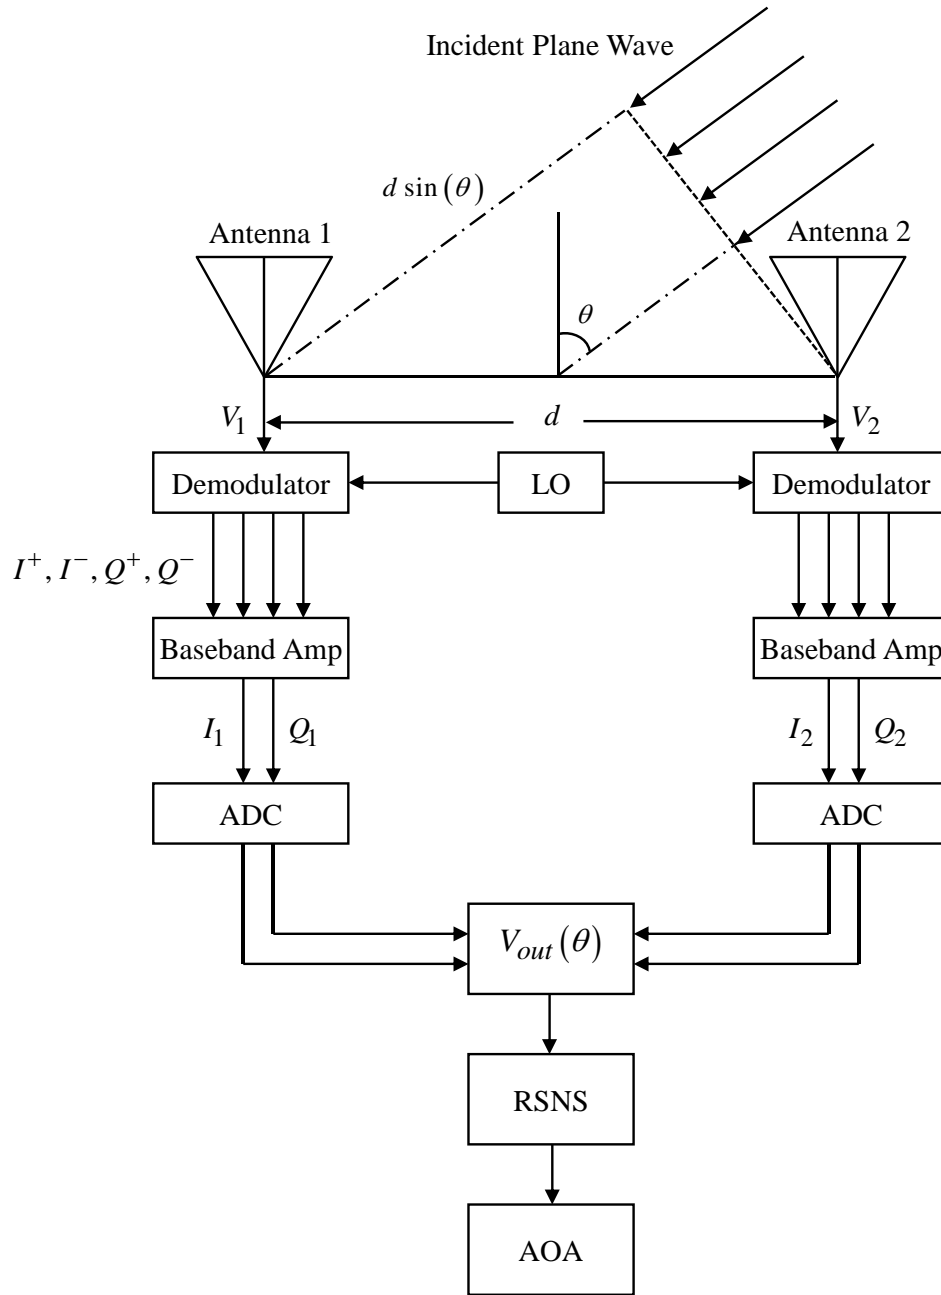 Incident Plane Wave
d sin(θ)
Antenna 1
Antenna 2
θ
V₁
d
V₂
Demodulator
LO
Demodulator
I⁺, I⁻, Q⁺, Q⁻
Baseband Amp
Baseband Amp
I₁
Q₁
I₂
Q₂
ADC
ADC
V_out(θ)
RSNS
AOA